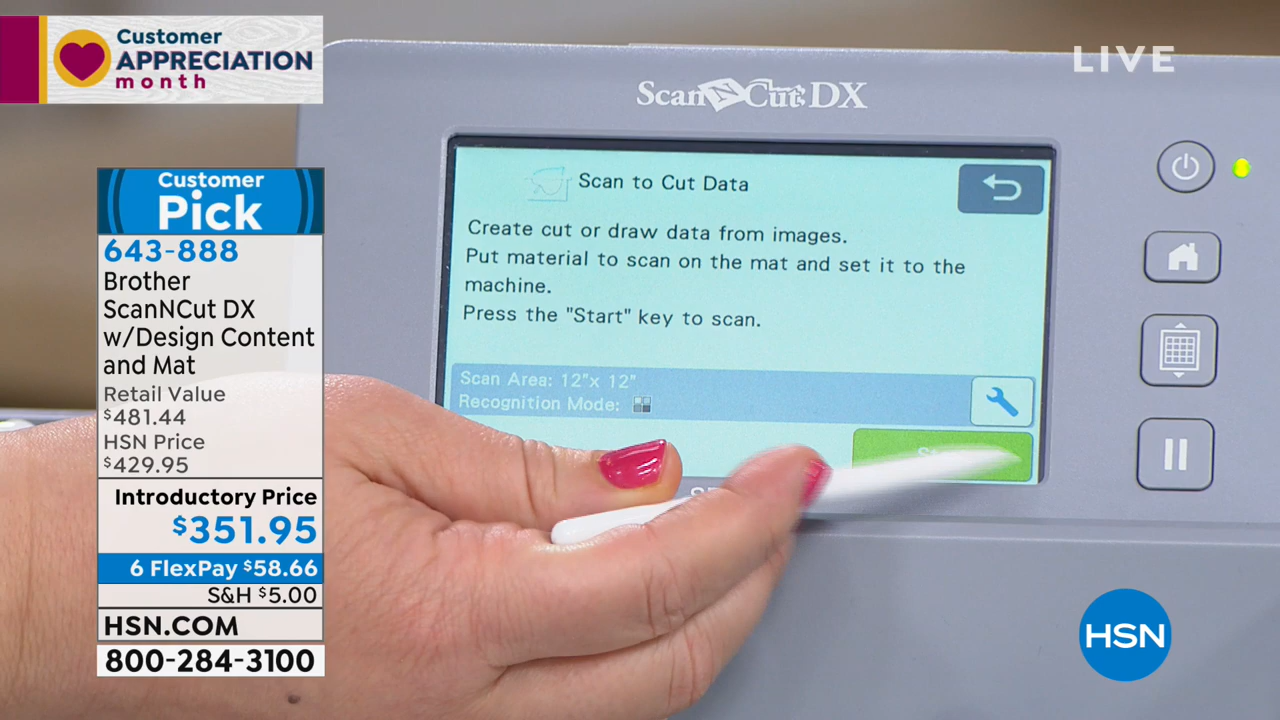 Customer
APPRECIATION
month
LIVE
ScanNCut DX
Customer
Pick
643-888
Brother
ScanNCut DX
w/Design Content
and Mat
Retail Value
$481.44
HSN Price
$429.95
Introductory Price
$351.95
6 FlexPay $58.66
S&H $5.00
HSN.COM
800-284-3100
Scan to Cut Data
Create cut or draw data from images.
Put material to scan on the mat and set it to the
machine.
Press the "Start" key to scan.
Scan Area: 12"x 12"
Recognition Mode:
HSN